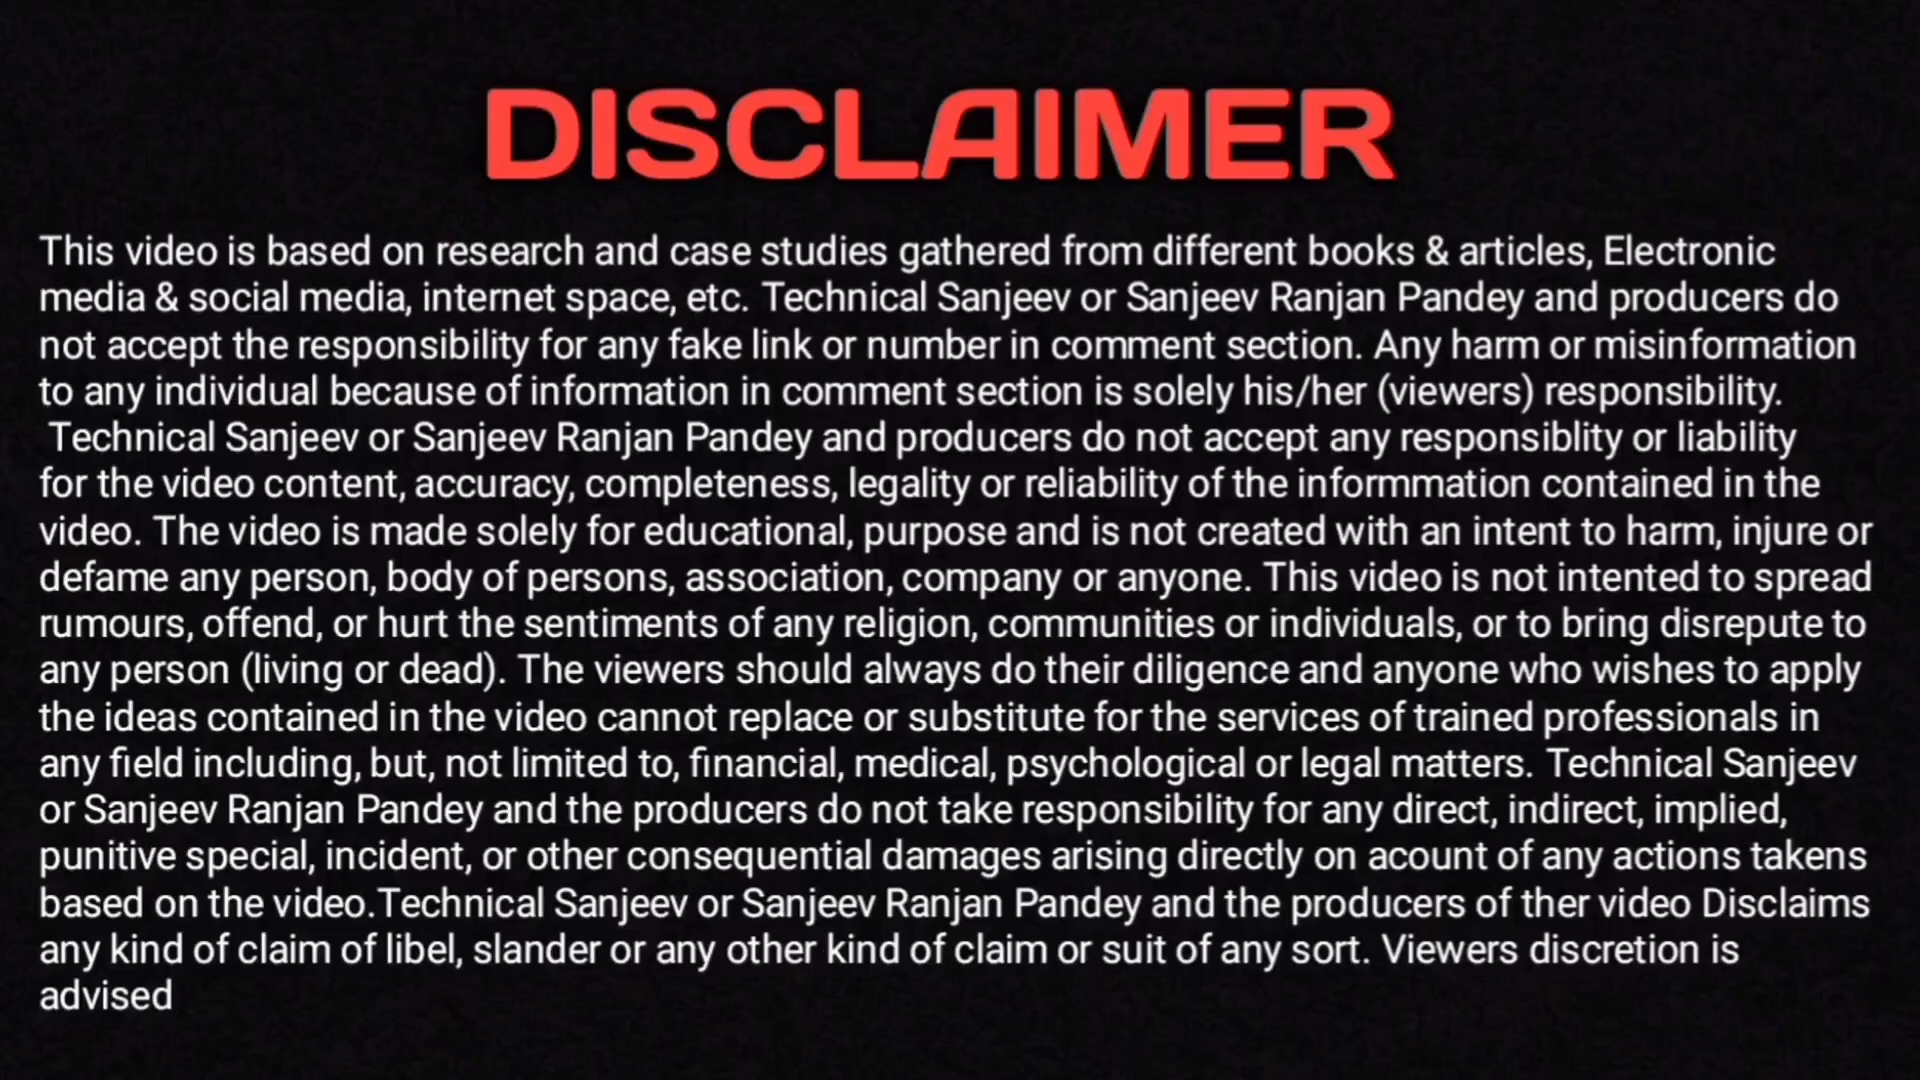 DISCLAIMER
This video is based on research and case studies gathered from different books & articles, Electronic
media & social media, internet space, etc. Technical Sanjeev or Sanjeev Ranjan Pandey and producers do
not accept the responsibility for any fake link or number in comment section. Any harm or misinformation
to any individual because of information in comment section is solely his/her (viewers) responsibility.
Technical Sanjeev or Sanjeev Ranjan Pandey and producers do not accept any responsiblity or liability
for the video content, accuracy, completeness, legality or reliability of the informmation contained in the
video. The video is made solely for educational, purpose and is not created with an intent to harm, injure or
defame any person, body of persons, association, company or anyone. This video is not intented to spread
rumours, offend, or hurt the sentiments of any religion, communities or individuals, or to bring disrepute to
any person (living or dead). The viewers should always do their diligence and anyone who wishes to apply
the ideas contained in the video cannot replace or substitute for the services of trained professionals in
any field including, but, not limited to, financial, medical, psychological or legal matters. Technical Sanjeev
or Sanjeev Ranjan Pandey and the producers do not take responsibility for any direct, indirect, implied,
punitive special, incident, or other consequential damages arising directly on acount of any actions takens
based on the video.Technical Sanjeev or Sanjeev Ranjan Pandey and the producers of ther video Disclaims
any kind of claim of libel, slander or any other kind of claim or suit of any sort. Viewers discretion is
advised